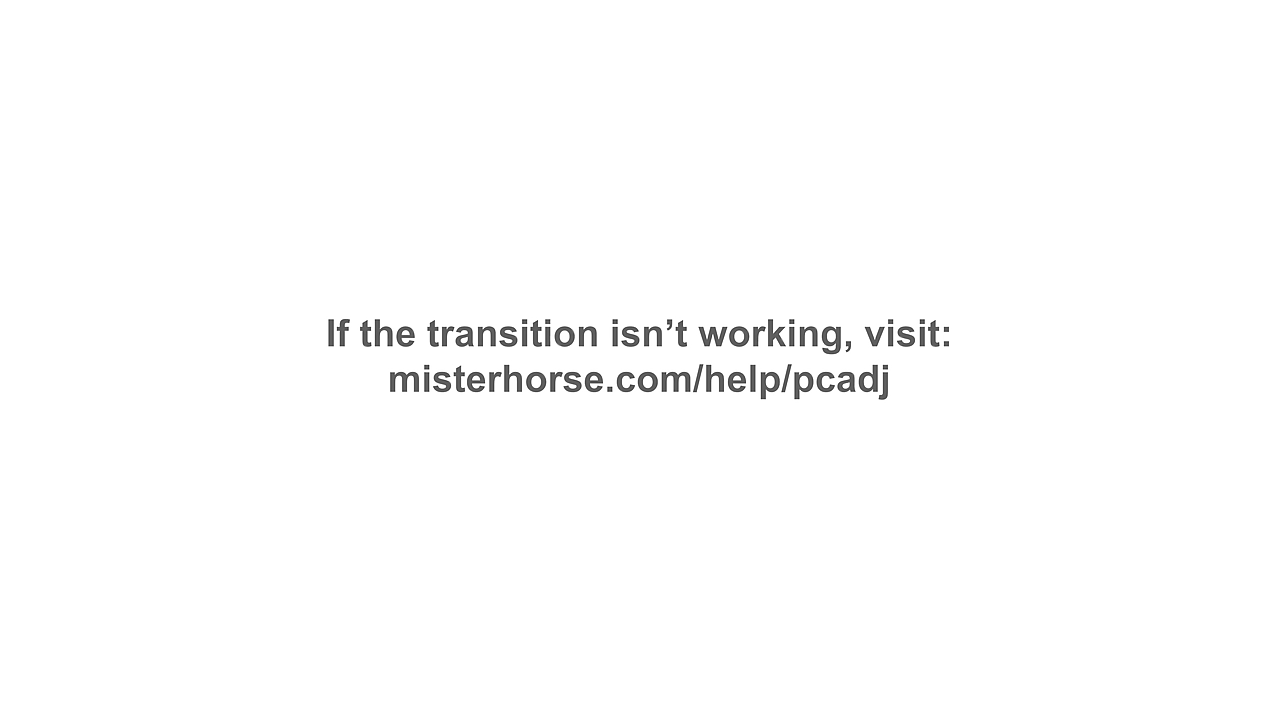 If the transition isn’t working, visit:
misterhorse.com/help/pcadj